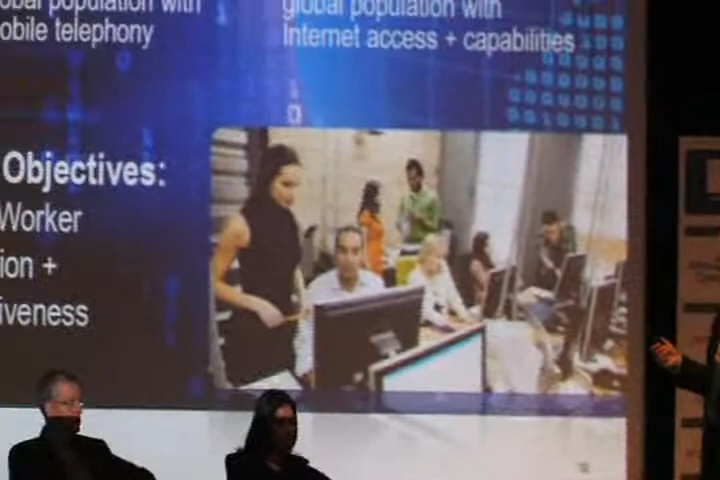 global population with
mobile telephony
global population with
Internet access + capabilities
Objectives:
Worker
ion +
iveness